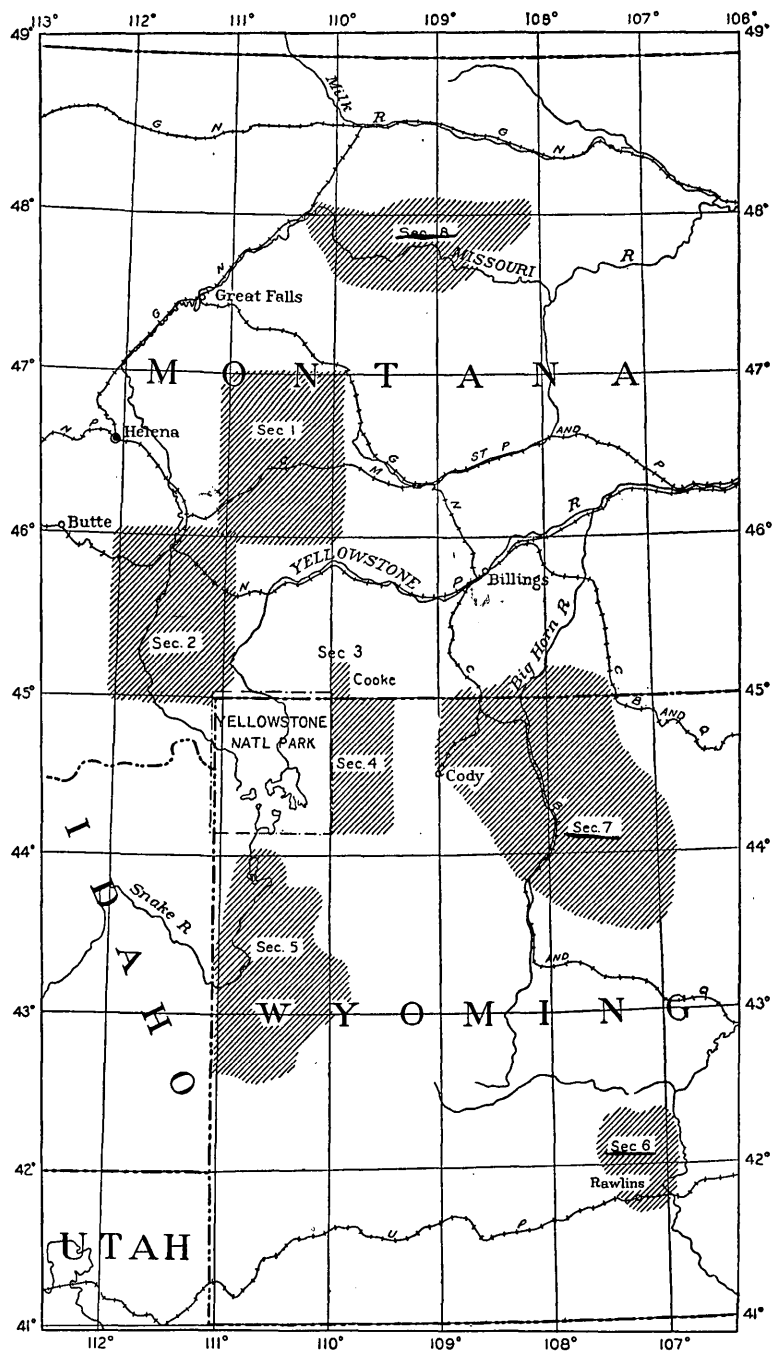 113° 111° 110° 109° 108° 107° 106°
49° 49°
Milk
R
G N
G N
48° 48°
Sec. 8
MISSOURI R
N
G
Great Falls
47° 47°
MONTANA
Sec 1
N P
Helena
G
ST P AND P
C M
N
R
46° 46°
Butte
YELLOWSTONE
N P
Billings
Sec. 2
Sec 3
Cooke
Big Horn R
C
C B AND Q
45° 45°
YELLOWSTONE
NATL PARK
Sec. 4
Cody
B
Sec. 7
44° 44°
IDAHO
Snake R
Sec. 5
AND Q
43° 43°
WYOMING
42° 42°
Sec 6
Rawlins
U P
UTAH
41° 41°
112° 111° 110° 109° 108° 107°